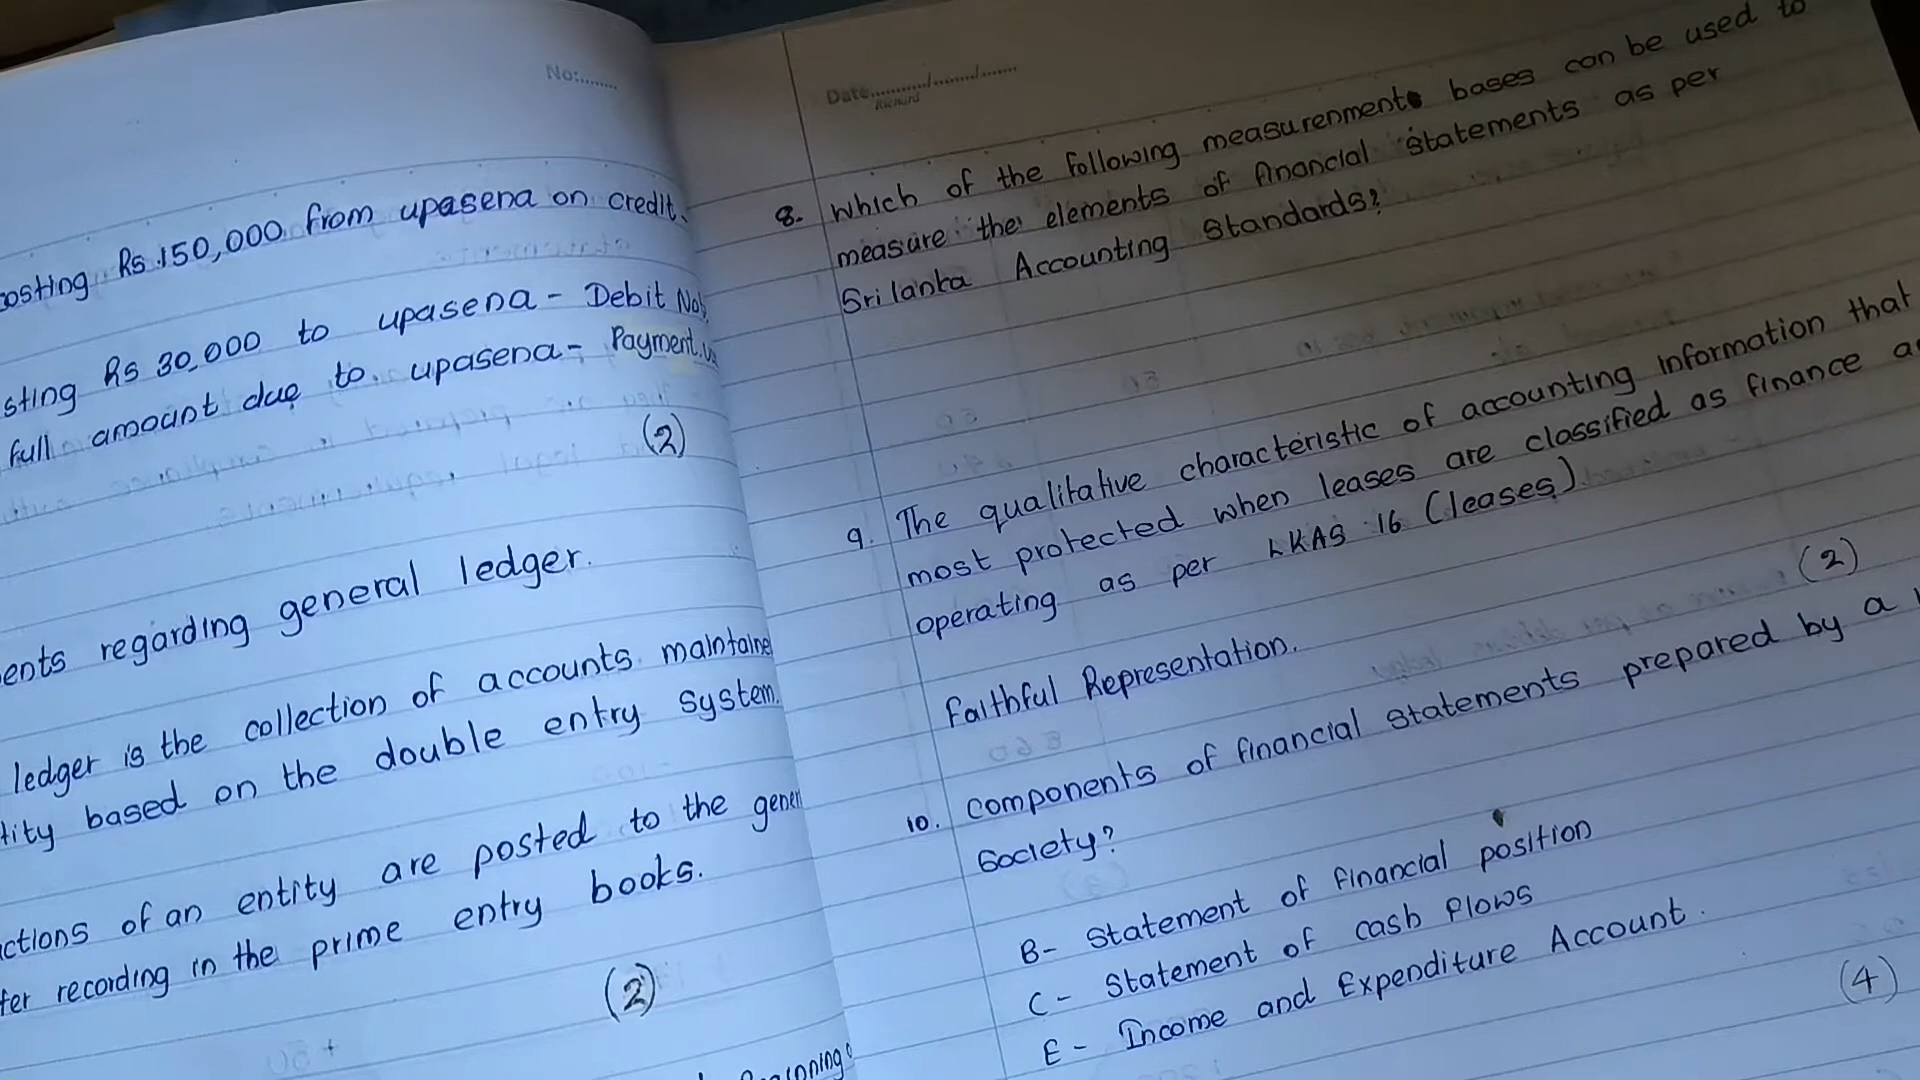 No:.......
osting Rs.150,000 from upasena on credit.
sting Rs 30,000 to upasena - Debit Not
full amount due to. upasena - Payment.
(2)
ents regarding general ledger.
ledger is the collection of accounts maintaine
tity based on the double entry system.
ctions of an entity are posted to the gener
ter recording in the prime entry books.
(2)
Date........../........./.......
Richard
8. Which of the following measurenment bases can be used to
measure the elements of financial statements as per
Sri lanka Accounting Standards?
9. The qualitative characteristic of accounting information that
most protected when leases are classified as finance a
operating as per LKAS 16 (leases)
(2)
Faithful Representation.
10. Components of financial statements prepared by a
Society?
B- Statement of financial position
C- Statement of cash flows
E- Income and Expenditure Account.
(4)